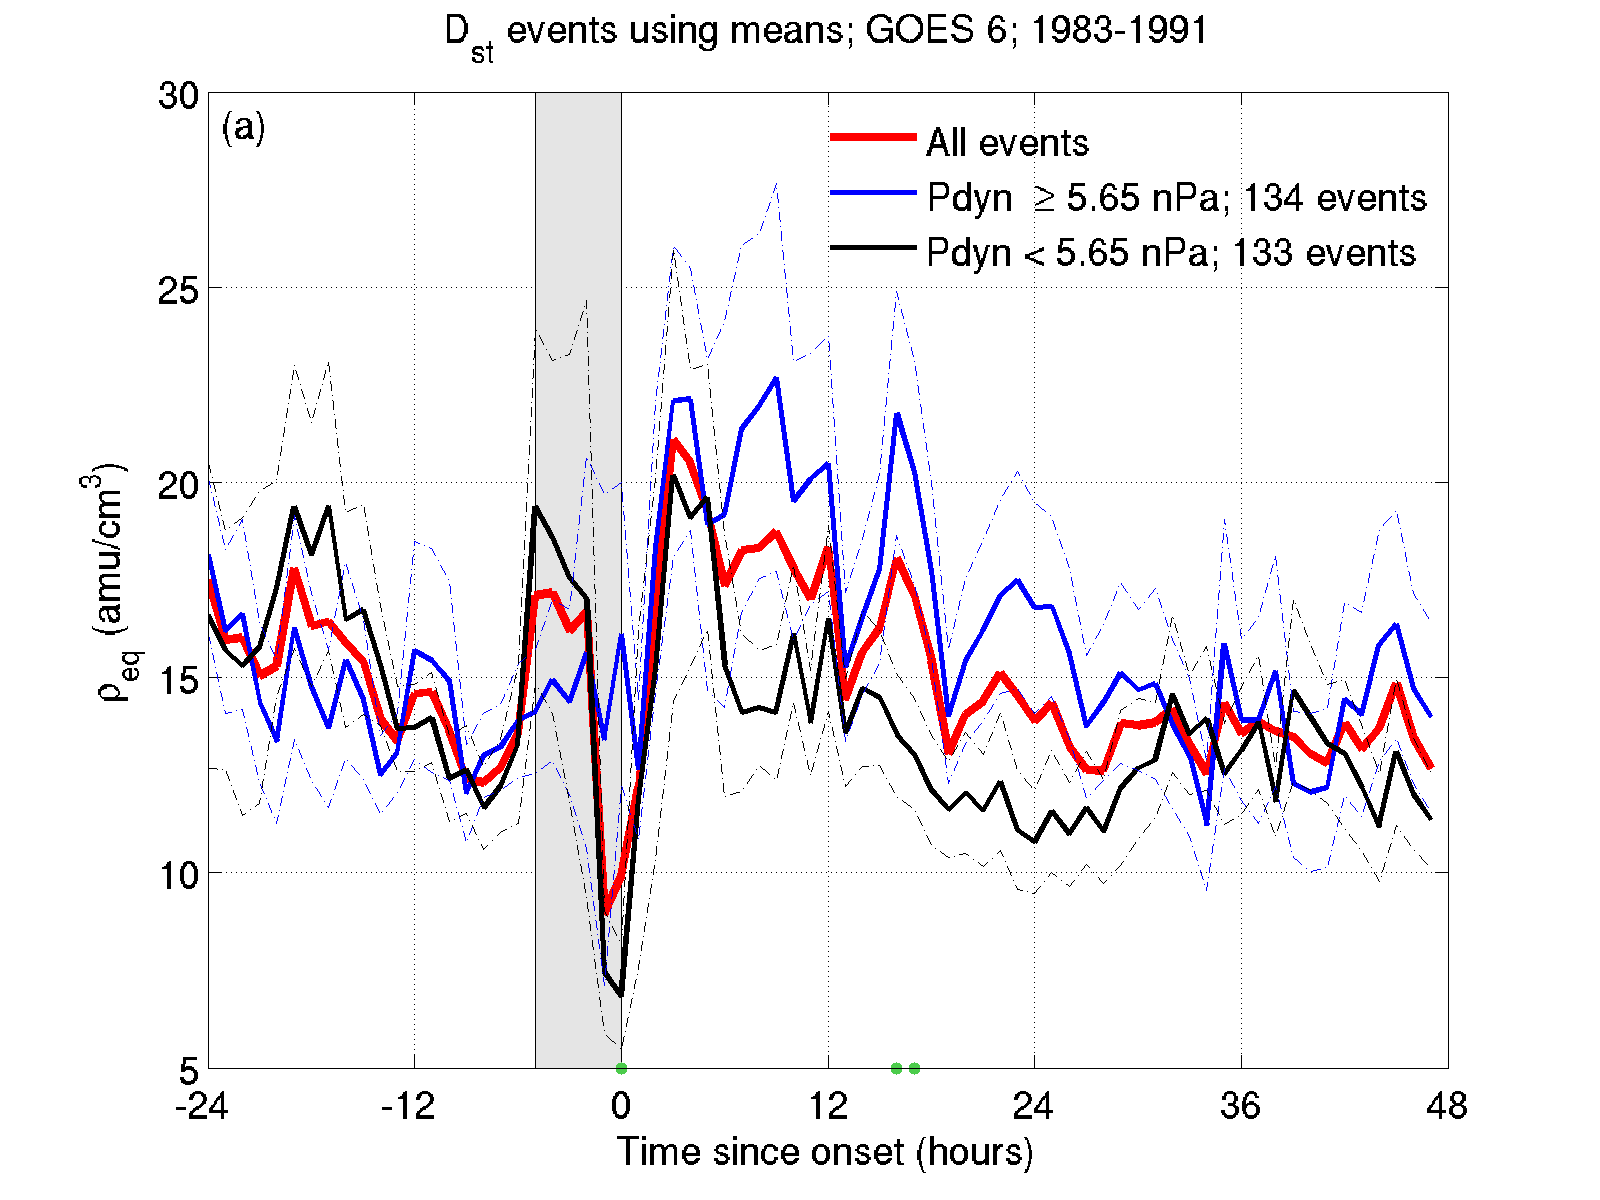 D_st events using means; GOES 6; 1983-1991
(a)
All events
Pdyn ≥ 5.65 nPa; 134 events
Pdyn < 5.65 nPa; 133 events
30
25
20
15
10
5
ρ_eq (amu/cm³)
-24 -12 0 12 24 36 48
Time since onset (hours)